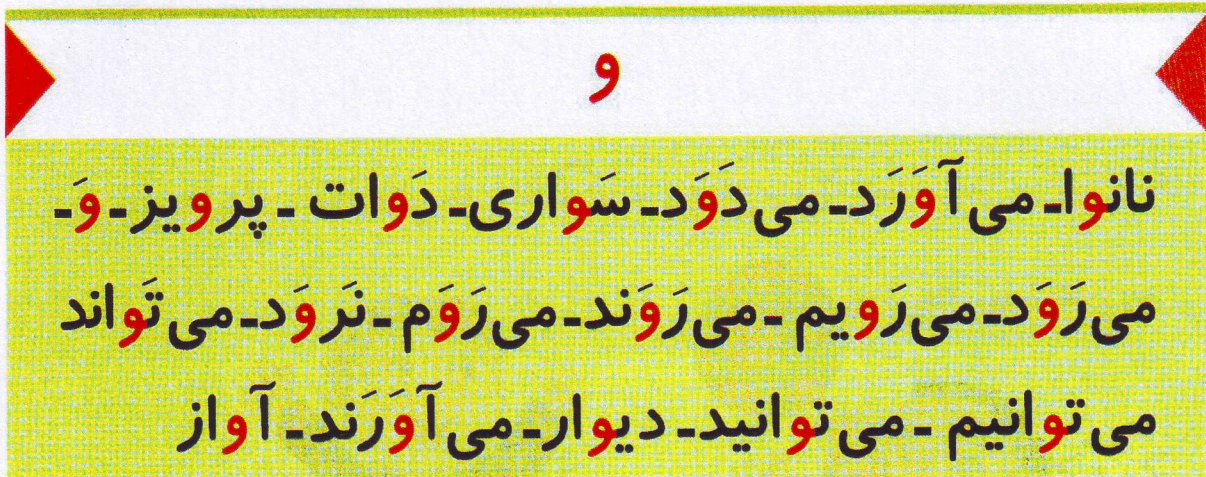 و
نانوا ـ می‌آوَرَد ـ می‌دَوَد ـ سَواری ـ دَوات ـ پرویز ـ وَ ـ
می‌رَوَد ـ می‌رَویم ـ می‌رَوَند ـ می‌رَوَم ـ نَرَوَد ـ می‌تَواند
می‌توانیم ـ می‌توانید ـ دیوار ـ می‌آوَرَند ـ آواز